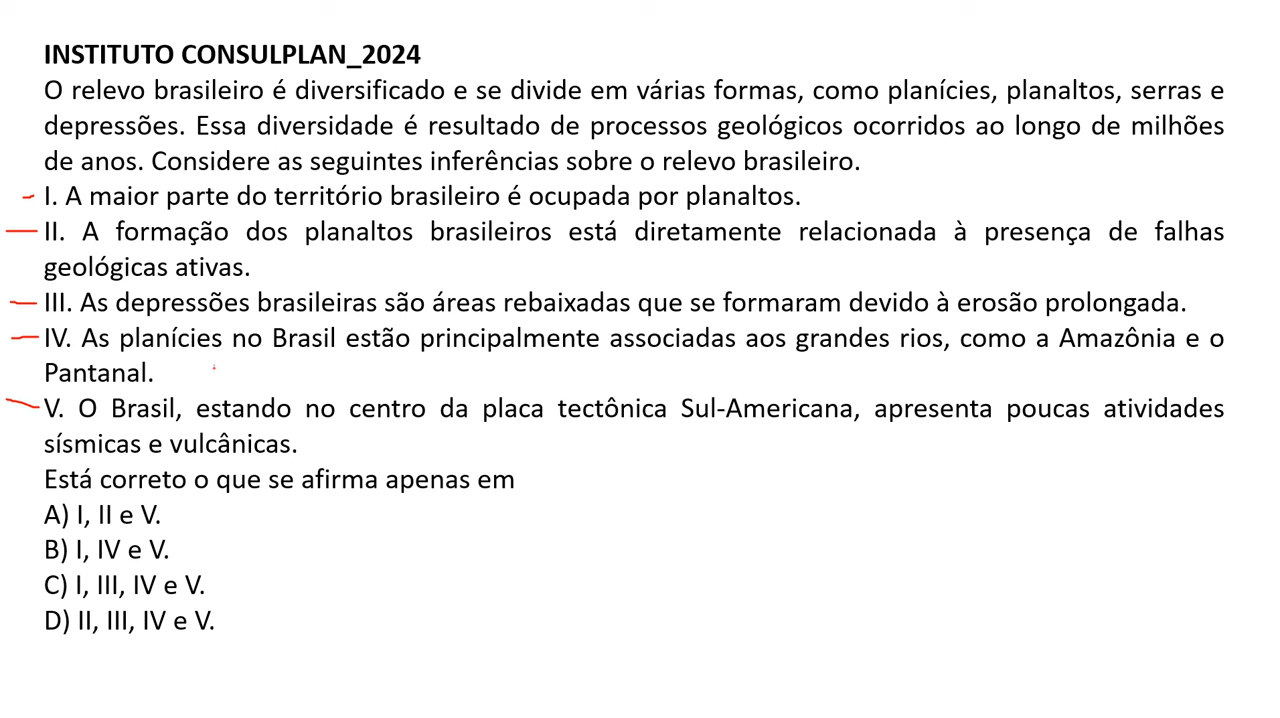 INSTITUTO CONSULPLAN_2024
O relevo brasileiro é diversificado e se divide em várias formas, como planícies, planaltos, serras e
depressões. Essa diversidade é resultado de processos geológicos ocorridos ao longo de milhões
de anos. Considere as seguintes inferências sobre o relevo brasileiro.
I. A maior parte do território brasileiro é ocupada por planaltos.
II. A formação dos planaltos brasileiros está diretamente relacionada à presença de falhas
geológicas ativas.
III. As depressões brasileiras são áreas rebaixadas que se formaram devido à erosão prolongada.
IV. As planícies no Brasil estão principalmente associadas aos grandes rios, como a Amazônia e o
Pantanal.
V. O Brasil, estando no centro da placa tectônica Sul-Americana, apresenta poucas atividades
sísmicas e vulcânicas.
Está correto o que se afirma apenas em
A) I, II e V.
B) I, IV e V.
C) I, III, IV e V.
D) II, III, IV e V.